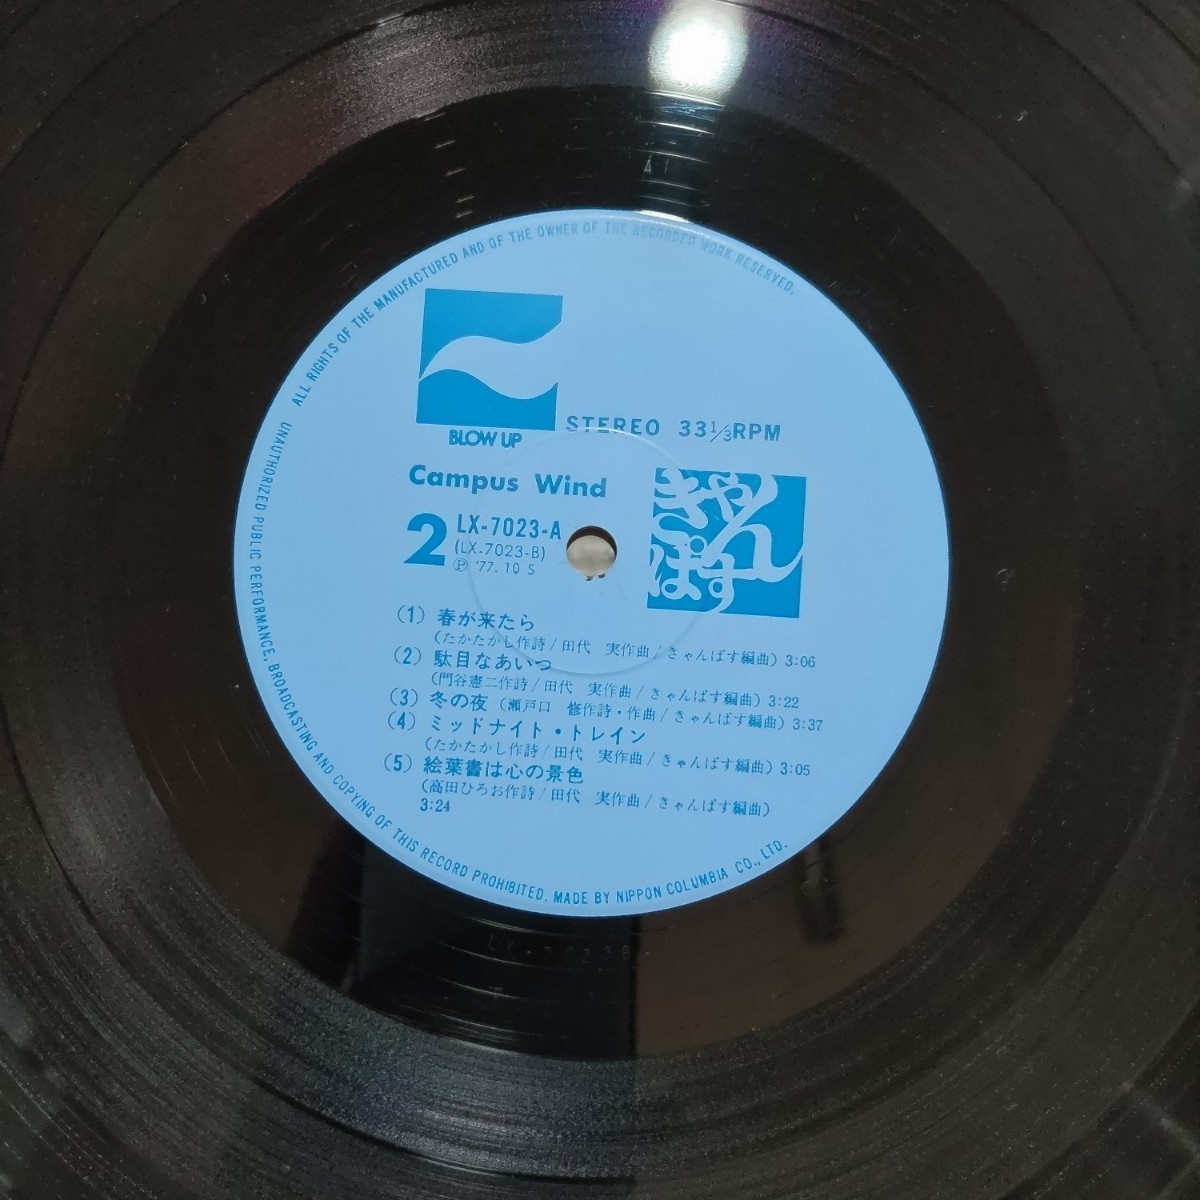 A1
ALL RIGHTS OF THE MANUFACTURED AND OF THE OWNER OF THE RECORDED WORK RESERVED.
BLOW UP
STEREO 33 1/3 RPM
Campus Wind
きゃん
ぱす
2
LX-7023-A
(LX-7023-B)
Ⓟ '77. 10 S
(1) 春が来たら
(たかたかし作詩/田代 実作曲/きゃんぱす編曲) 3:06
(2) 駄目なあいつ
(門谷憲二作詩/田代 実作曲/きゃんぱす編曲) 3:22
(3) 冬の夜 (瀬戸口 修作詩・作曲/きゃんぱす編曲) 3:37
(4) ミッドナイト・トレイン
(たかたかし作詩/田代 実作曲/きゃんぱす編曲) 3:05
(5) 絵葉書は心の景色
(高田ひろお作詩/田代 実作曲/きゃんぱす編曲)
3:24
UNAUTHORIZED PUBLIC PERFORMANCE, BROADCASTING AND COPYING OF THIS RECORD PROHIBITED. MADE BY NIPPON COLUMBIA CO., LTD.
LX-7023B